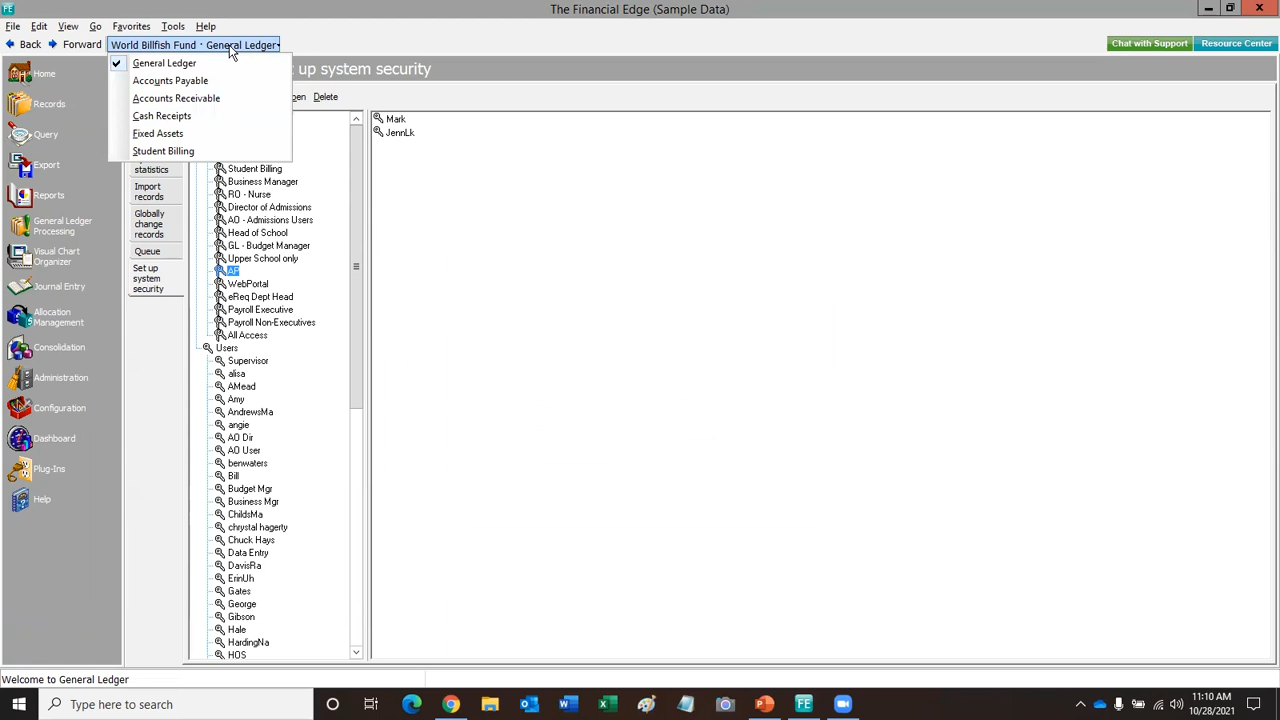 FE
The Financial Edge (Sample Data)
File Edit View Go Favorites Tools Help
Back Forward World Billfish Fund · General Ledger
Chat with Support Resource Center
General Ledger
Accounts Payable
Accounts Receivable
Cash Receipts
Fixed Assets
Student Billing
up system security
pen Delete
Home
Records
Query
Export
Reports
General Ledger
Processing
Visual Chart
Organizer
Journal Entry
Allocation
Management
Consolidation
Administration
Configuration
Dashboard
Plug-Ins
Help
statistics
Import
records
Globally
change
records
Queue
Set up
system
security
Student Billing
Business Manager
RO - Nurse
Director of Admissions
AO - Admissions Users
Head of School
GL - Budget Manager
Upper School only
AP
WebPortal
eReq Dept Head
Payroll Executive
Payroll Non-Executives
All Access
Users
Supervisor
alisa
AMead
Amy
AndrewsMa
angie
AO Dir
AO User
benwaters
Bill
Budget Mgr
Business Mgr
ChildsMa
chrystal hagerty
Chuck Hays
Data Entry
DavisRa
ErinUh
Gates
George
Gibson
Hale
HardingNa
HOS
Mark
JennLk
Welcome to General Ledger
Type here to search
11:10 AM
10/28/2021